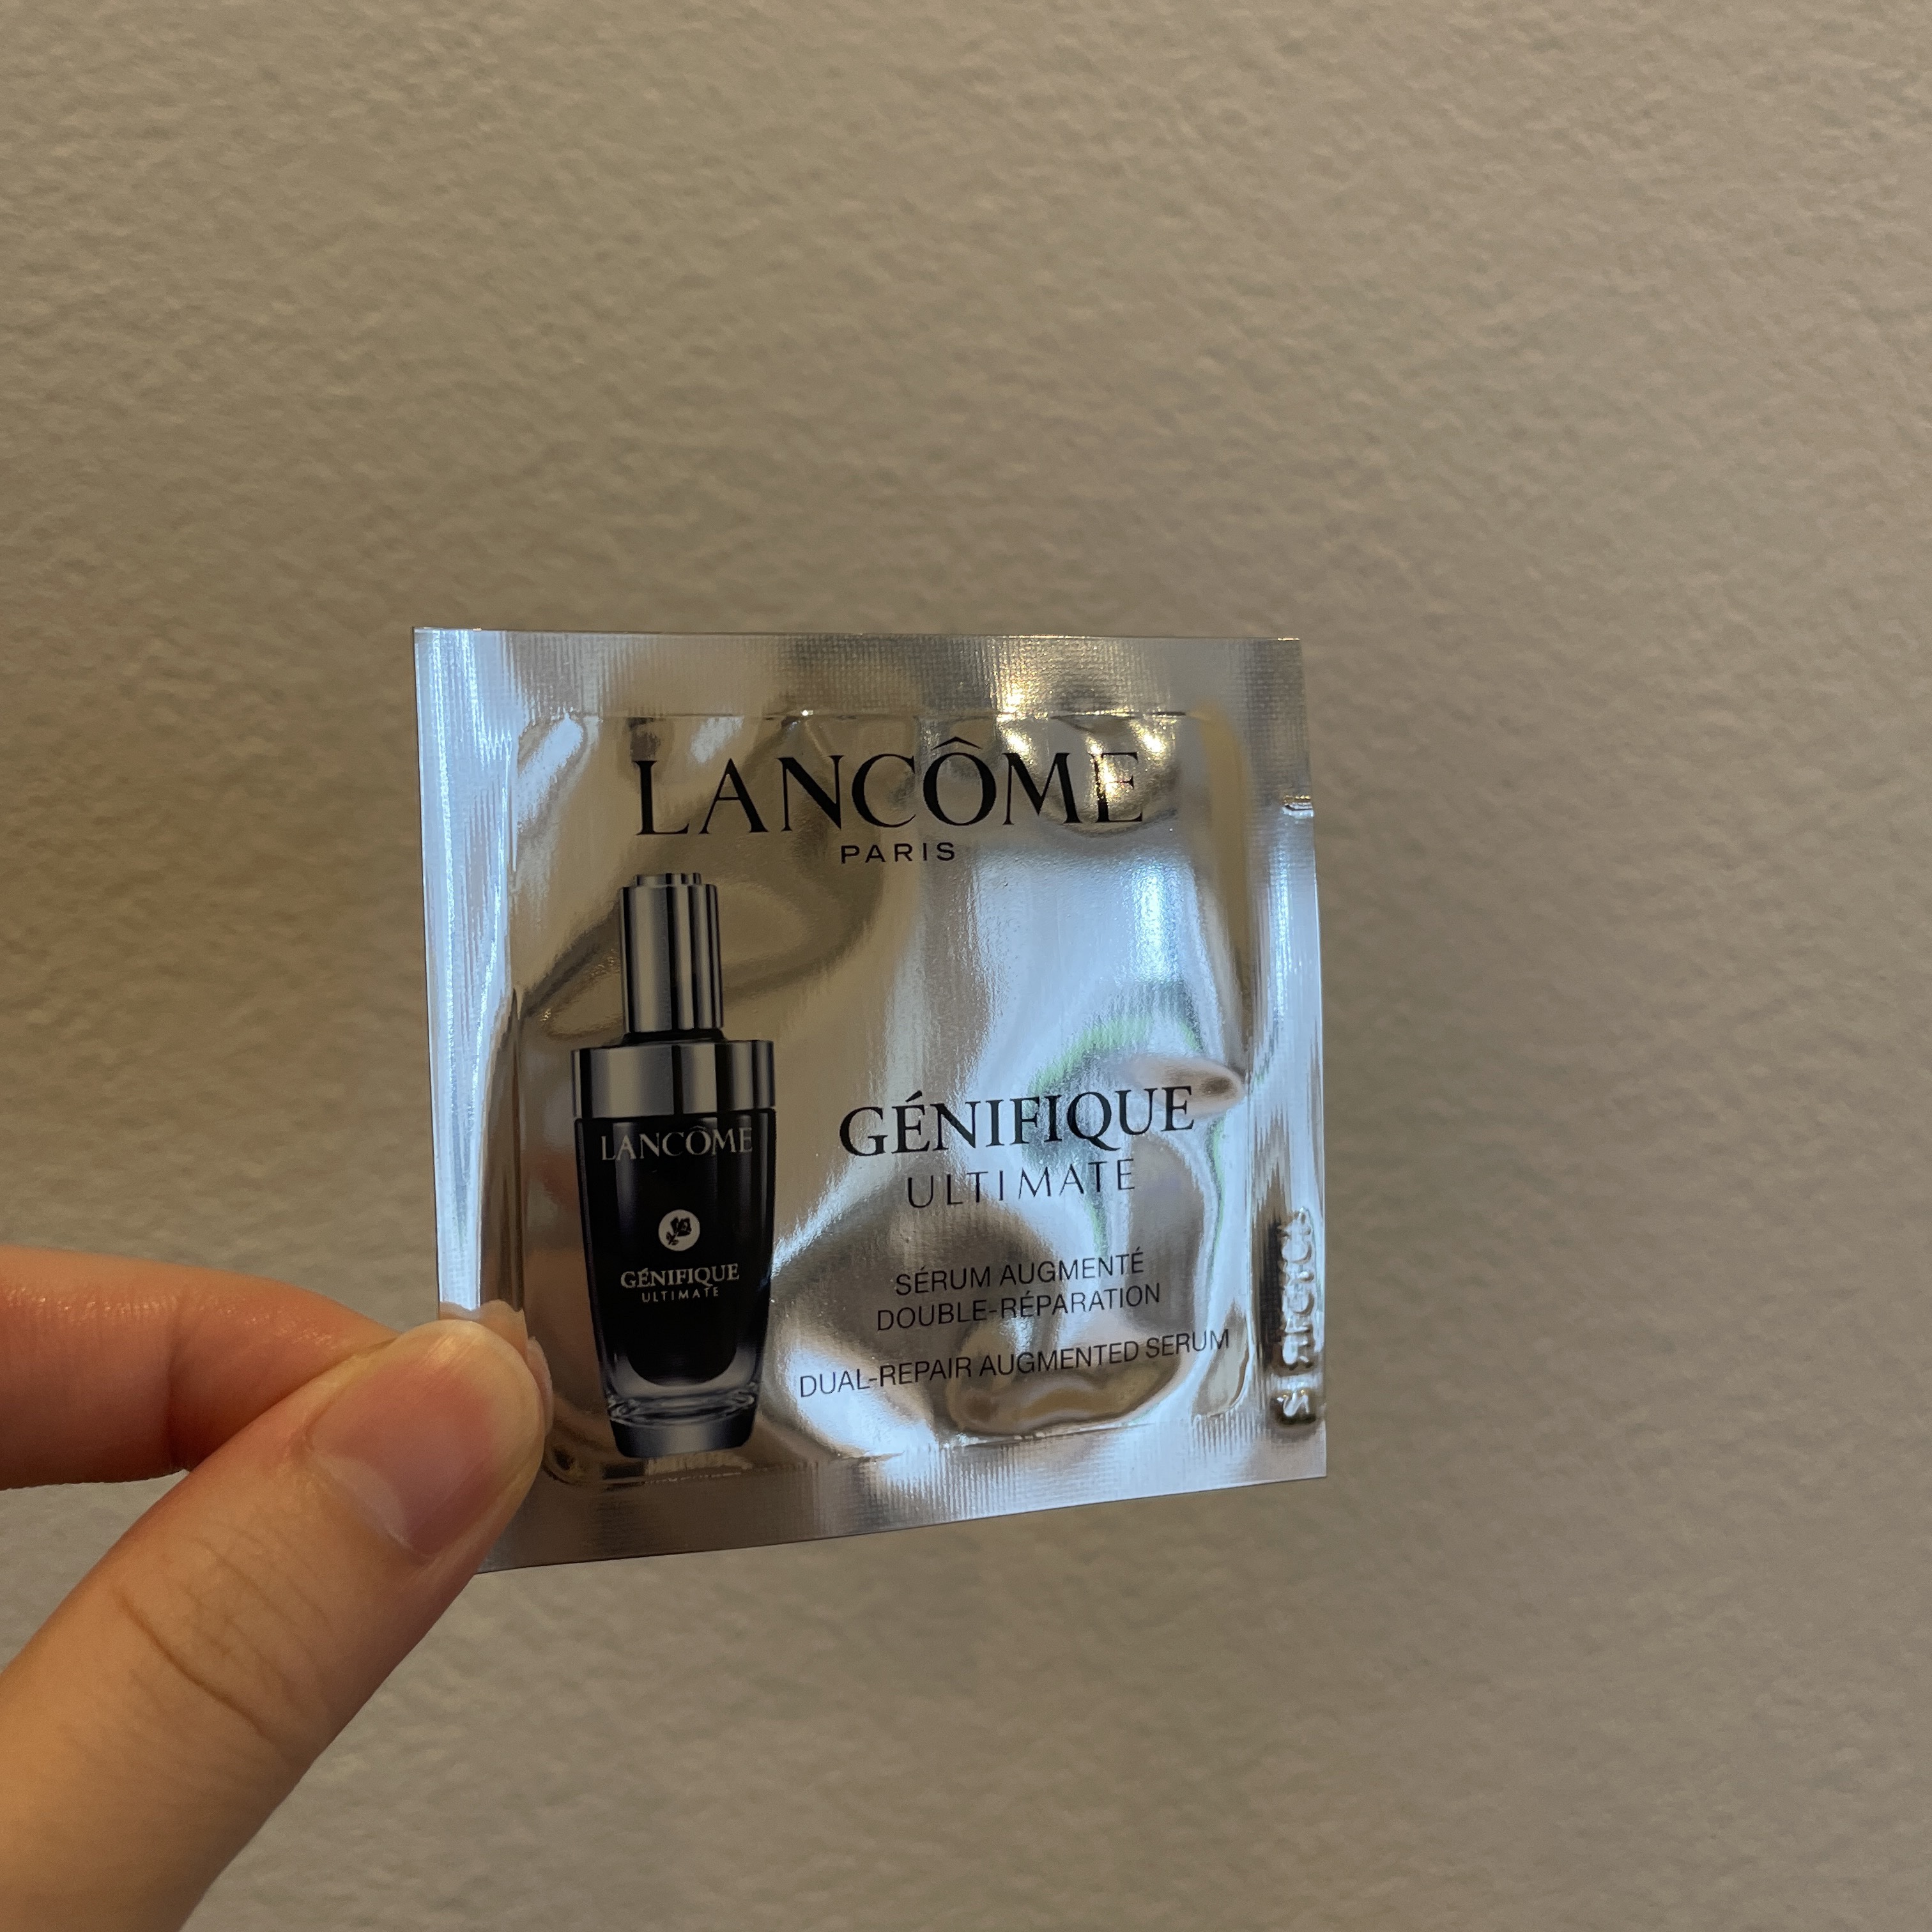 LANCÔME
PARIS
LANCÔME
GÉNIFIQUE
ULTIMATE
GÉNIFIQUE
ULTIMATE
SÉRUM AUGMENTÉ
DOUBLE-RÉPARATION
DUAL-REPAIR AUGMENTED SERUM